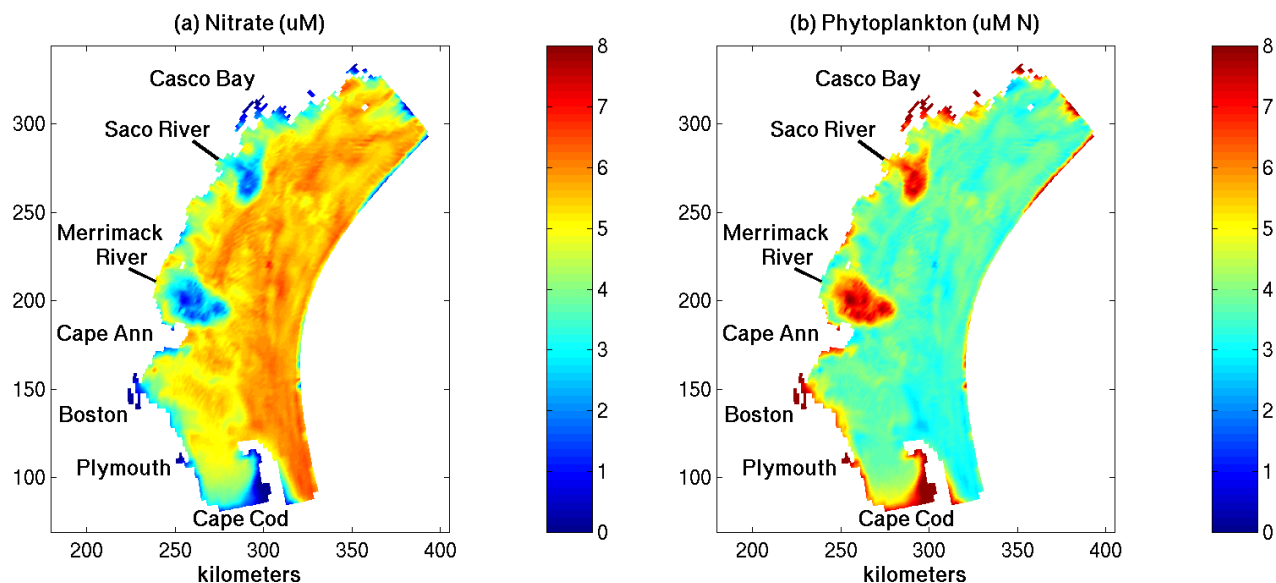 (a) Nitrate (uM)
Casco Bay
Saco River
Merrimack
River
Cape Ann
Boston
Plymouth
Cape Cod
300
250
200
150
100
200 250 300 350 400
kilometers
8
7
6
5
4
3
2
1
0
(b) Phytoplankton (uM N)
Casco Bay
Saco River
Merrimack
River
Cape Ann
Boston
Plymouth
Cape Cod
300
250
200
150
100
200 250 300 350 400
kilometers
8
7
6
5
4
3
2
1
0